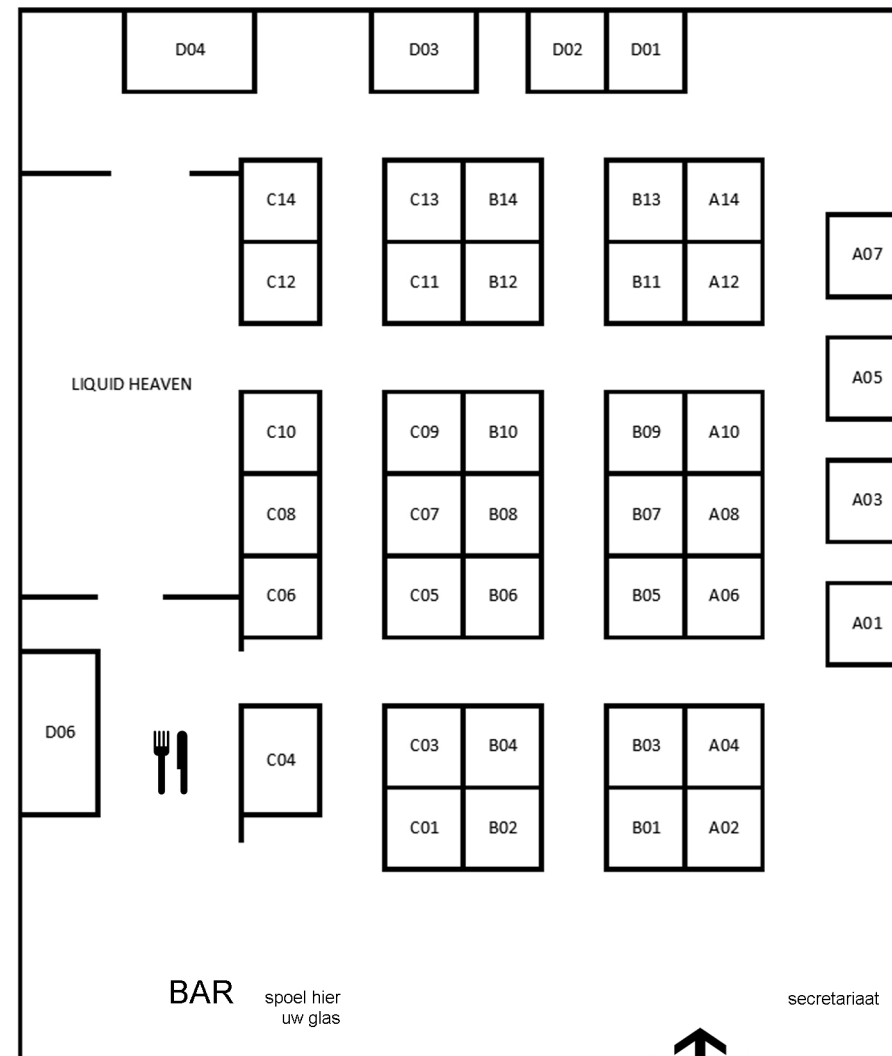 D04 D03 D02 D01
C14 C13 B14 B13 A14
A07
C12 C11 B12 B11 A12
A05
LIQUID HEAVEN
C10 C09 B10 B09 A10
A03
C08 C07 B08 B07 A08
C06 C05 B06 B05 A06
A01
D06
C03 B04 B03 A04
C04
C01 B02 B01 A02
BAR
spoel hier
uw glas
secretariaat